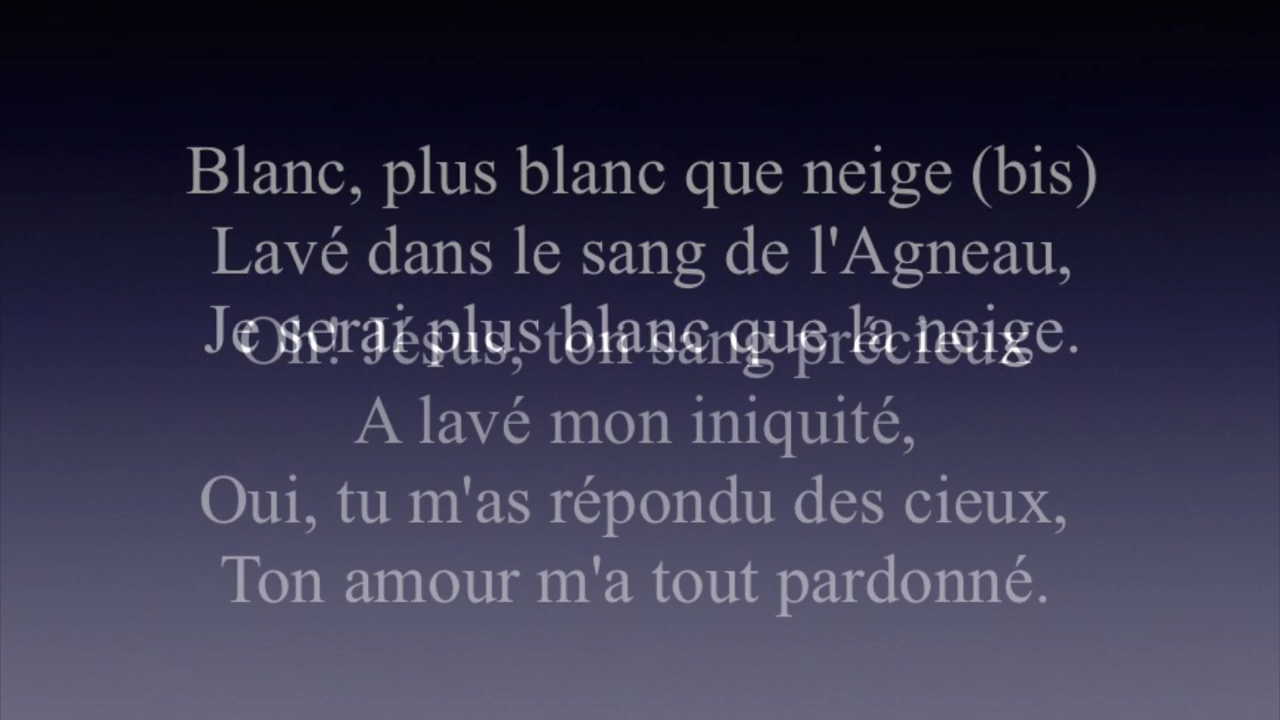 Blanc, plus blanc que neige (bis)
Lavé dans le sang de l'Agneau,
Je serai plus blanc que la neige.
Oh! Jésus, ton sang précieux
A lavé mon iniquité,
Oui, tu m'as répondu des cieux,
Ton amour m'a tout pardonné.